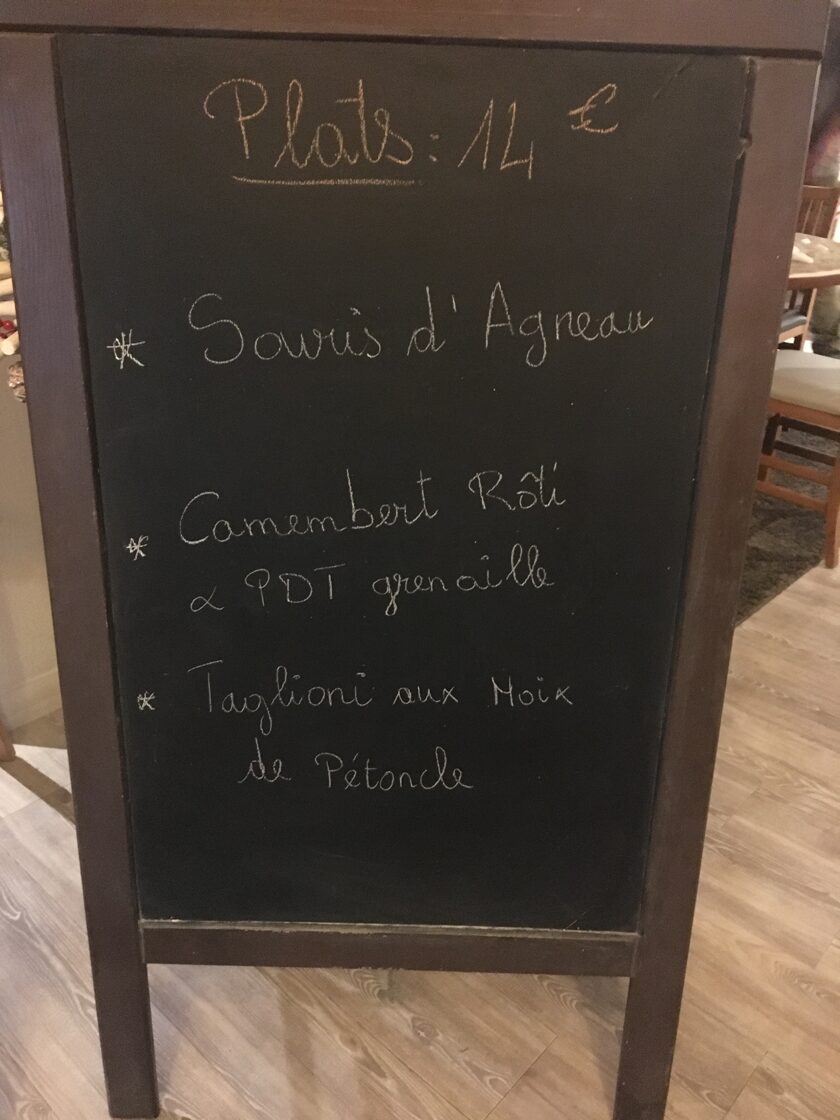 Plats : 14 €
* Souris d'Agneau
* Camembert Rôti
& PDT grenaille
* Taglioni aux Noix
de Pétoncle